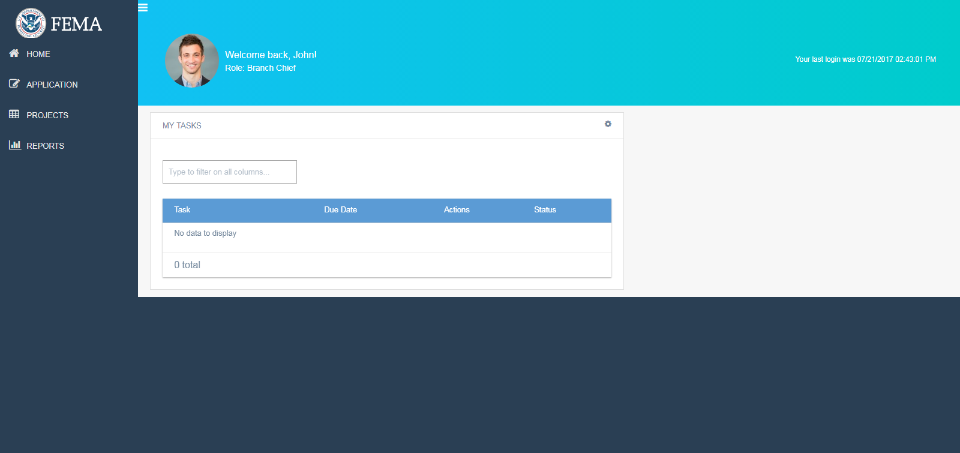 FEMA
HOME
APPLICATION
PROJECTS
REPORTS
Welcome back, John!
Role: Branch Chief
Your last login was 07/21/2017 02:43:01 PM
MY TASKS
Type to filter on all columns...
Task Due Date Actions Status
No data to display
0 total